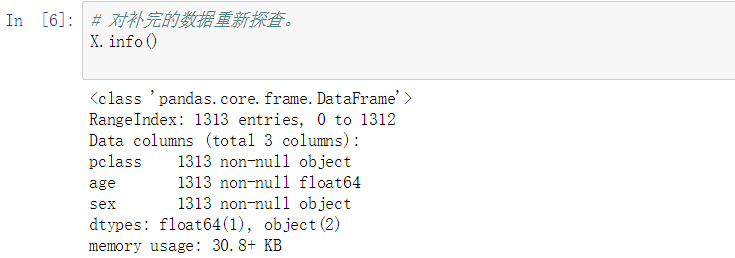 In [6]: # 对补完的数据重新探查。
X.info()
<class 'pandas.core.frame.DataFrame'>
RangeIndex: 1313 entries, 0 to 1312
Data columns (total 3 columns):
pclass    1313 non-null object
age       1313 non-null float64
sex       1313 non-null object
dtypes: float64(1), object(2)
memory usage: 30.8+ KB